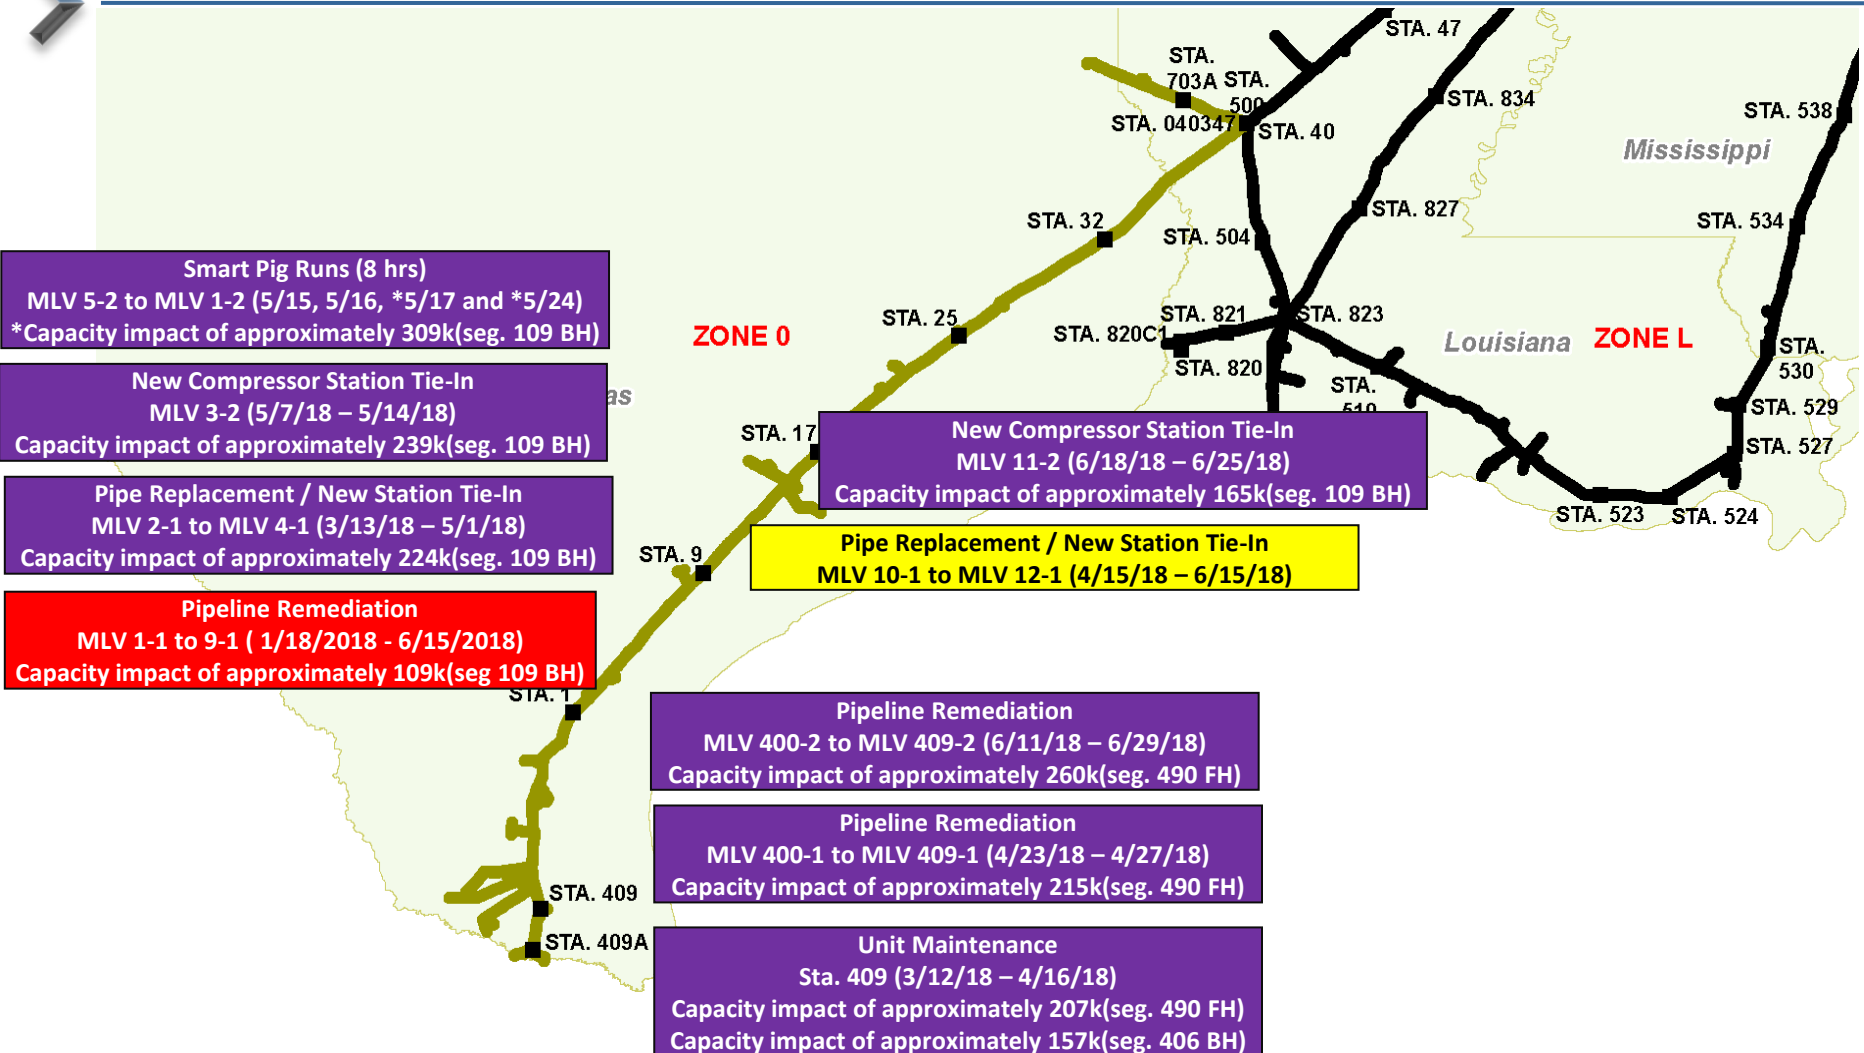 STA. 47
STA.
703A
STA.
500
STA. 040347
STA. 40
STA. 834
STA. 538
Mississippi
STA. 827
STA. 534
STA. 32
STA. 504
Smart Pig Runs (8 hrs)
MLV 5-2 to MLV 1-2 (5/15, 5/16, *5/17 and *5/24)
*Capacity impact of approximately 309k(seg. 109 BH)
STA. 25
ZONE 0
STA. 821
STA. 823
STA. 820C1
STA. 820
Louisiana
ZONE L
STA.
530
STA.
510
New Compressor Station Tie-In
MLV 3-2 (5/7/18 – 5/14/18)
Capacity impact of approximately 239k(seg. 109 BH)
as
STA. 529
STA. 17
New Compressor Station Tie-In
MLV 11-2 (6/18/18 – 6/25/18)
Capacity impact of approximately 165k(seg. 109 BH)
STA. 527
STA. 523
STA. 524
Pipe Replacement / New Station Tie-In
MLV 2-1 to MLV 4-1 (3/13/18 – 5/1/18)
Capacity impact of approximately 224k(seg. 109 BH)
STA. 9
Pipe Replacement / New Station Tie-In
MLV 10-1 to MLV 12-1 (4/15/18 – 6/15/18)
Pipeline Remediation
MLV 1-1 to 9-1 ( 1/18/2018 - 6/15/2018)
Capacity impact of approximately 109k(seg 109 BH)
STA. 1
Pipeline Remediation
MLV 400-2 to MLV 409-2 (6/11/18 – 6/29/18)
Capacity impact of approximately 260k(seg. 490 FH)
Pipeline Remediation
MLV 400-1 to MLV 409-1 (4/23/18 – 4/27/18)
Capacity impact of approximately 215k(seg. 490 FH)
STA. 409
STA. 409A
Unit Maintenance
Sta. 409 (3/12/18 – 4/16/18)
Capacity impact of approximately 207k(seg. 490 FH)
Capacity impact of approximately 157k(seg. 406 BH)